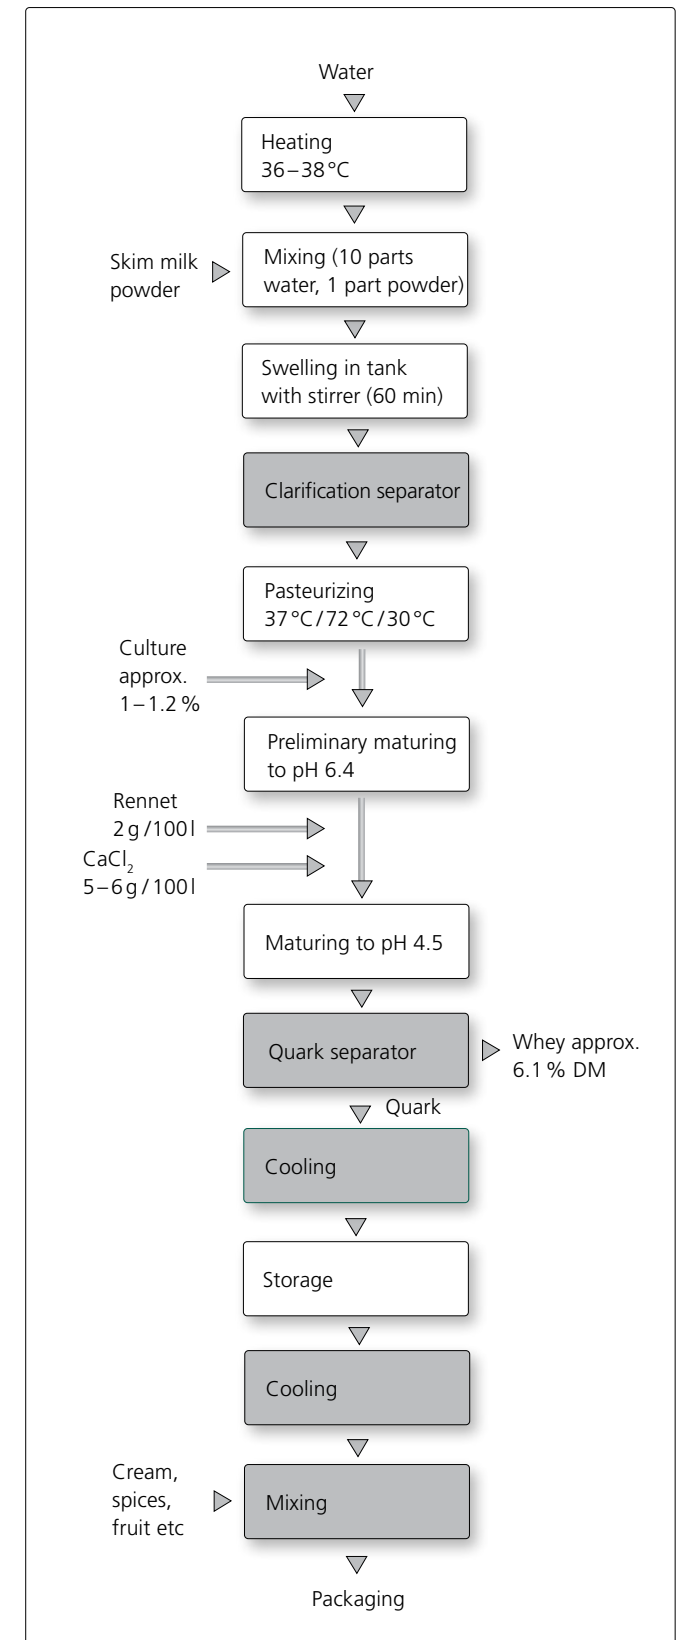 Water
Heating
36–38 °C
Skim milk
powder
Mixing (10 parts
water, 1 part powder)
Swelling in tank
with stirrer (60 min)
Clarification separator
Pasteurizing
37 °C / 72 °C / 30 °C
Culture
approx.
1–1.2 %
Preliminary maturing
to pH 6.4
Rennet
2 g /100 l
CaCl₂
5–6 g / 100 l
Maturing to pH 4.5
Quark separator
Whey approx.
6.1 % DM
Quark
Cooling
Storage
Cooling
Cream,
spices,
fruit etc
Mixing
Packaging